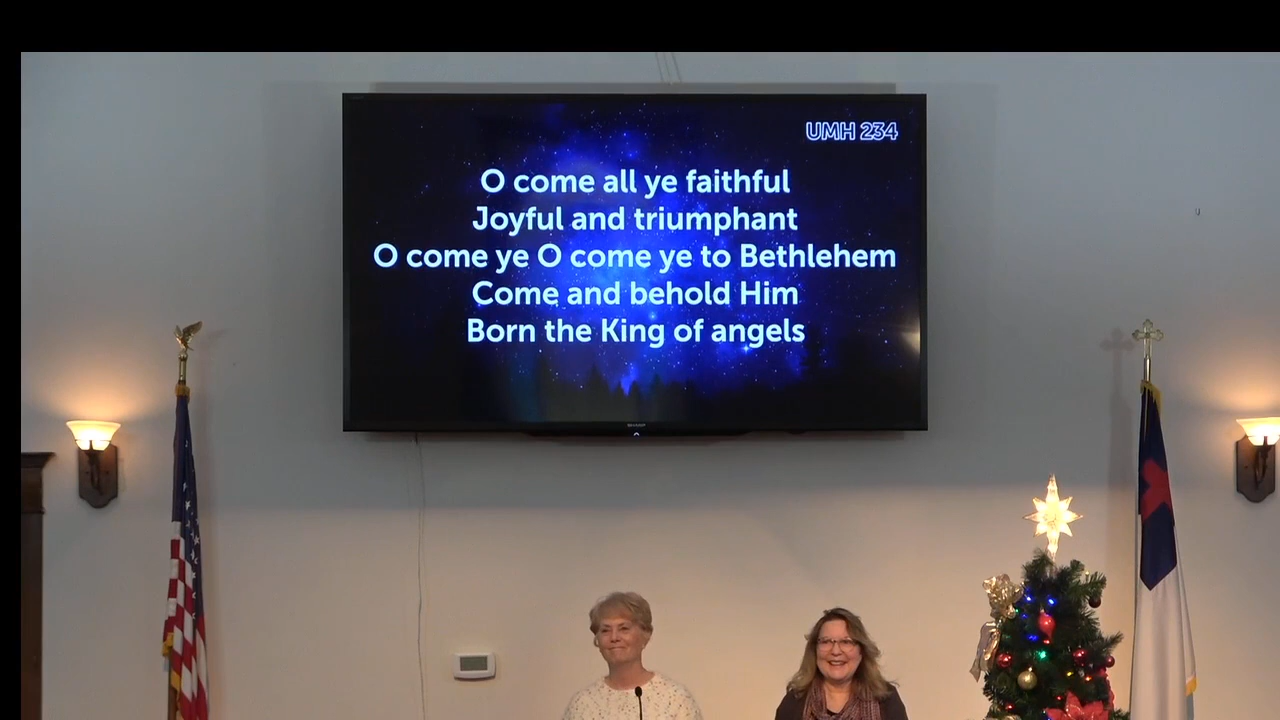 UMH 234
O come all ye faithful
Joyful and triumphant
O come ye O come ye to Bethlehem
Come and behold Him
Born the King of angels